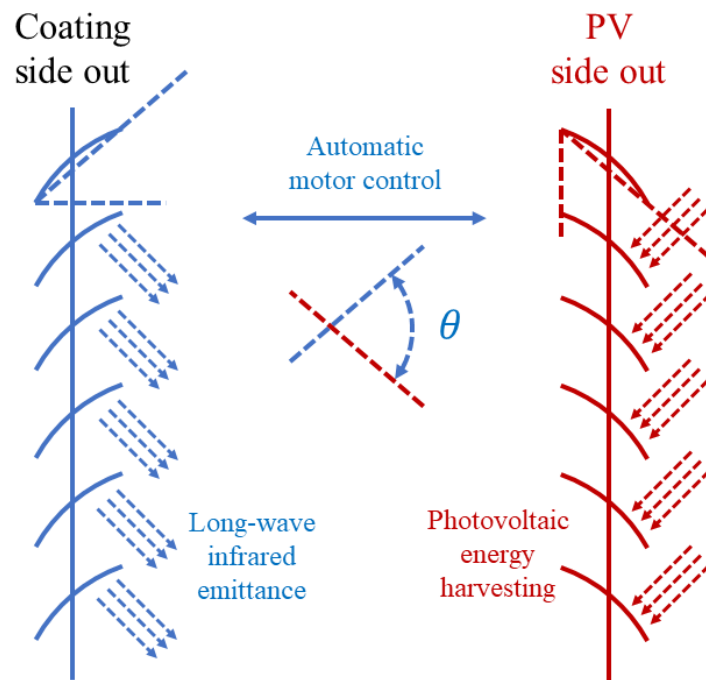 Coating
side out
PV
side out
Automatic
motor control
θ
Long-wave
infrared
emittance
Photovoltaic
energy
harvesting